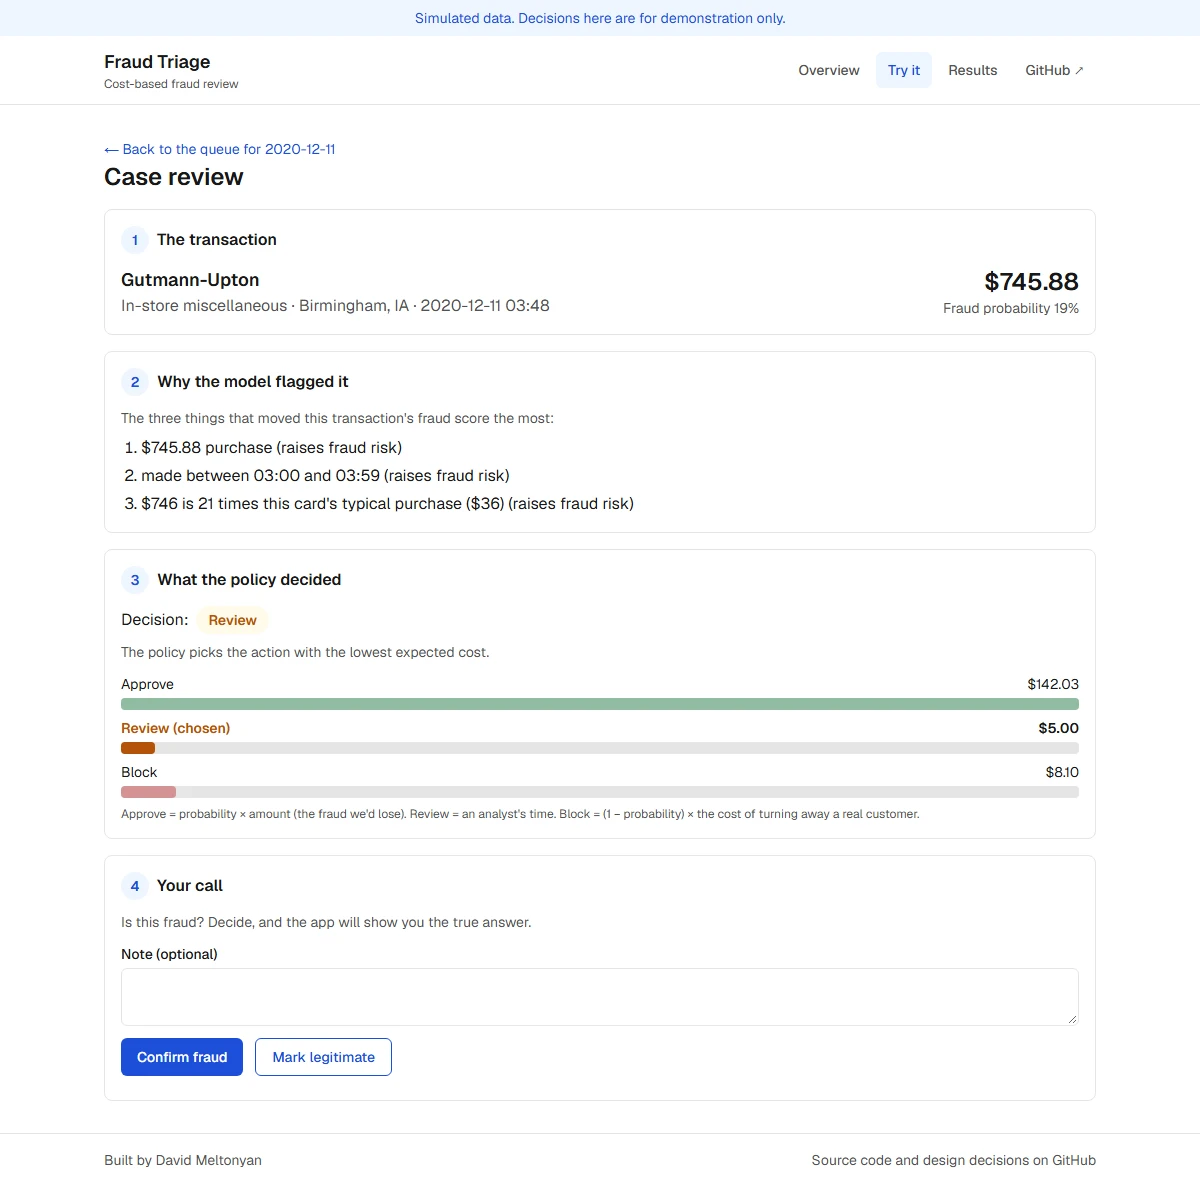 Simulated data. Decisions here are for demonstration only.
Fraud Triage
Cost-based fraud review
Overview
Try it
Results
GitHub ↗
← Back to the queue for 2020-12-11
Case review
1 The transaction
Gutmann-Upton
$745.88
In-store miscellaneous · Birmingham, IA · 2020-12-11 03:48
Fraud probability 19%
2 Why the model flagged it
The three things that moved this transaction's fraud score the most:
1. $745.88 purchase (raises fraud risk)
2. made between 03:00 and 03:59 (raises fraud risk)
3. $746 is 21 times this card's typical purchase ($36) (raises fraud risk)
3 What the policy decided
Decision: Review
The policy picks the action with the lowest expected cost.
Approve $142.03
Review (chosen) $5.00
Block $8.10
Approve = probability × amount (the fraud we'd lose). Review = an analyst's time. Block = (1 − probability) × the cost of turning away a real customer.
4 Your call
Is this fraud? Decide, and the app will show you the true answer.
Note (optional)
Confirm fraud
Mark legitimate
Built by David Meltonyan
Source code and design decisions on GitHub